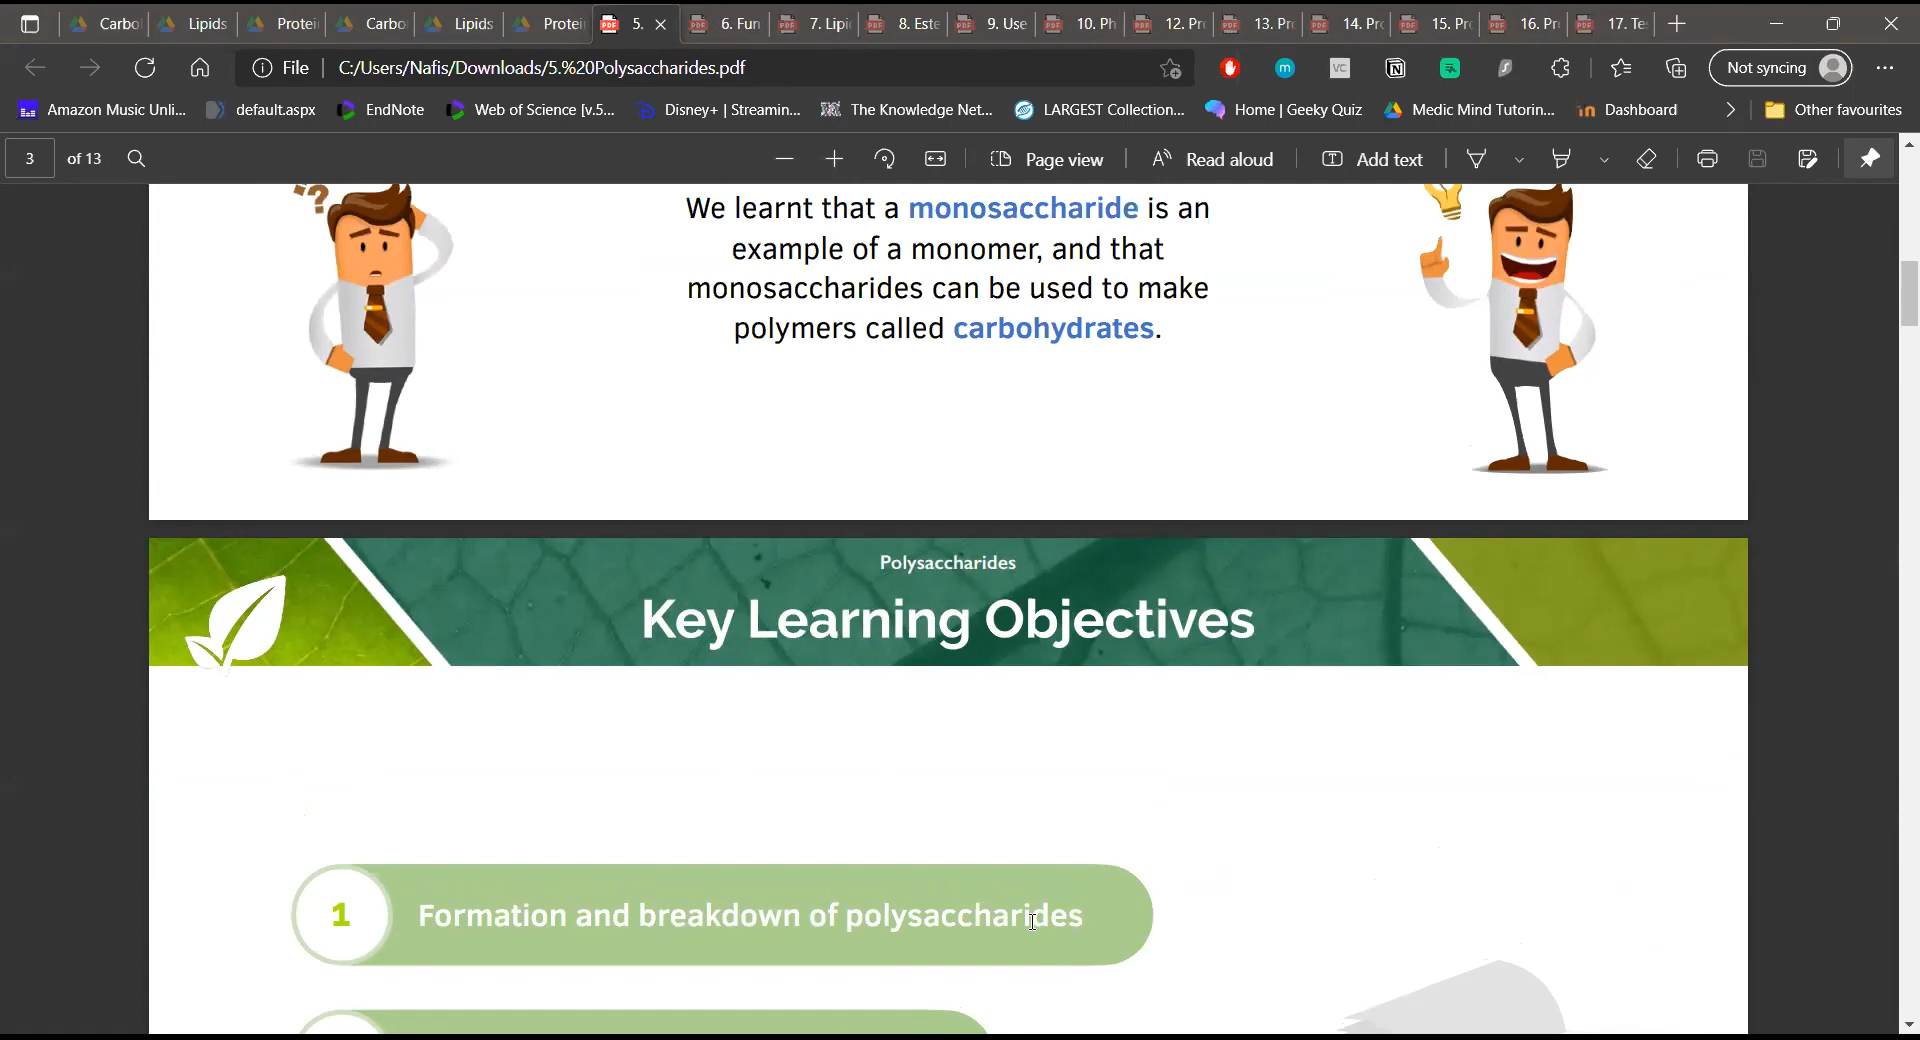 Carbo
Lipids
Protei
Carbo
Lipids
Protei
5.
6. Fun
7. Lipi
8. Este
9. Use
10. Ph
12. Pr
13. Pr
14. Pr
15. Pr
16. Pr
17. Te
File
C:/Users/Nafis/Downloads/5.%20Polysaccharides.pdf
Not syncing
Amazon Music Unli...
default.aspx
EndNote
Web of Science [v.5...
Disney+ | Streamin...
The Knowledge Net...
LARGEST Collection...
Home | Geeky Quiz
Medic Mind Tutorin...
Dashboard
Other favourites
3 of 13
Page view
Read aloud
Add text
We learnt that a monosaccharide is an
example of a monomer, and that
monosaccharides can be used to make
polymers called carbohydrates.
Polysaccharides
Key Learning Objectives
1 Formation and breakdown of polysaccharides